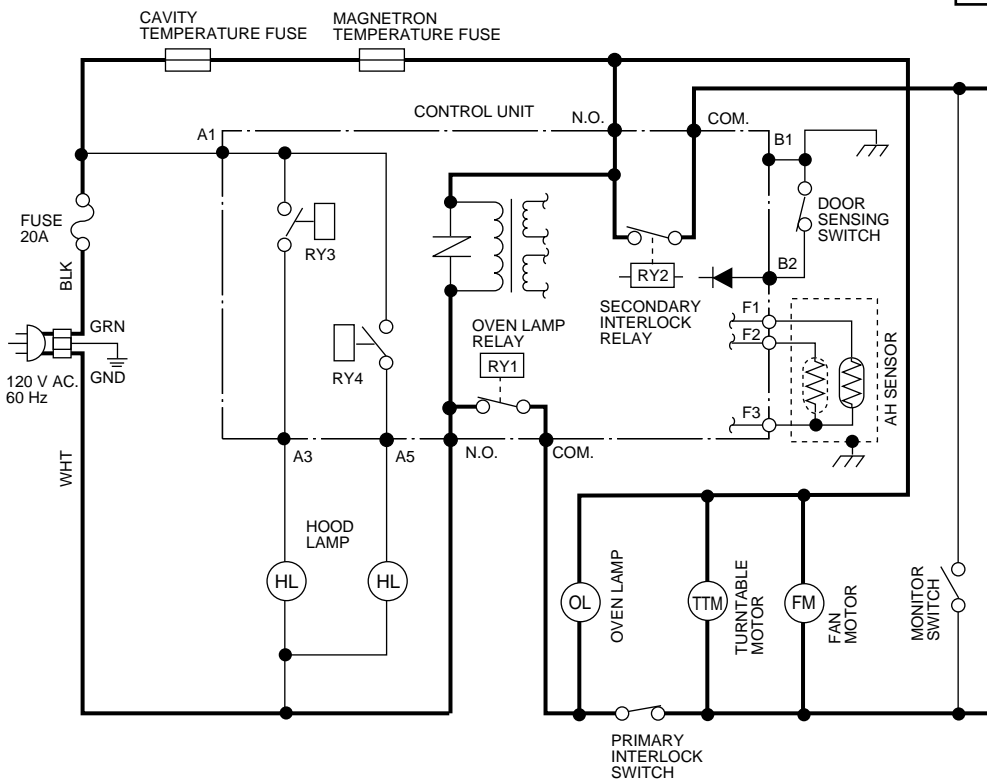 CAVITY
TEMPERATURE FUSE
MAGNETRON
TEMPERATURE FUSE
CONTROL UNIT
N.O.
COM.
A1
B1
FUSE
20A
RY3
DOOR
SENSING
SWITCH
BLK
RY2
B2
SECONDARY
INTERLOCK
RELAY
F1
F2
GRN
OVEN LAMP
RELAY
RY1
RY4
GND
120 V AC.
60 Hz
AH SENSOR
F3
WHT
A3
A5
N.O.
COM.
HOOD
LAMP
HL
HL
OL
OVEN LAMP
TTM
TURNTABLE
MOTOR
FM
FAN
MOTOR
MONITOR
SWITCH
PRIMARY
INTERLOCK
SWITCH